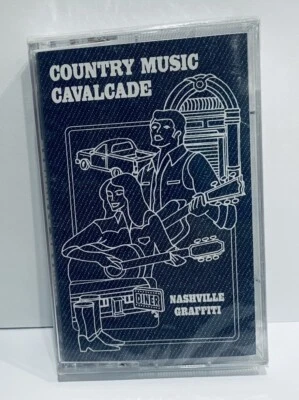 COUNTRY MUSIC
CAVALCADE
DINER
NASHVILLE
GRAFFITI